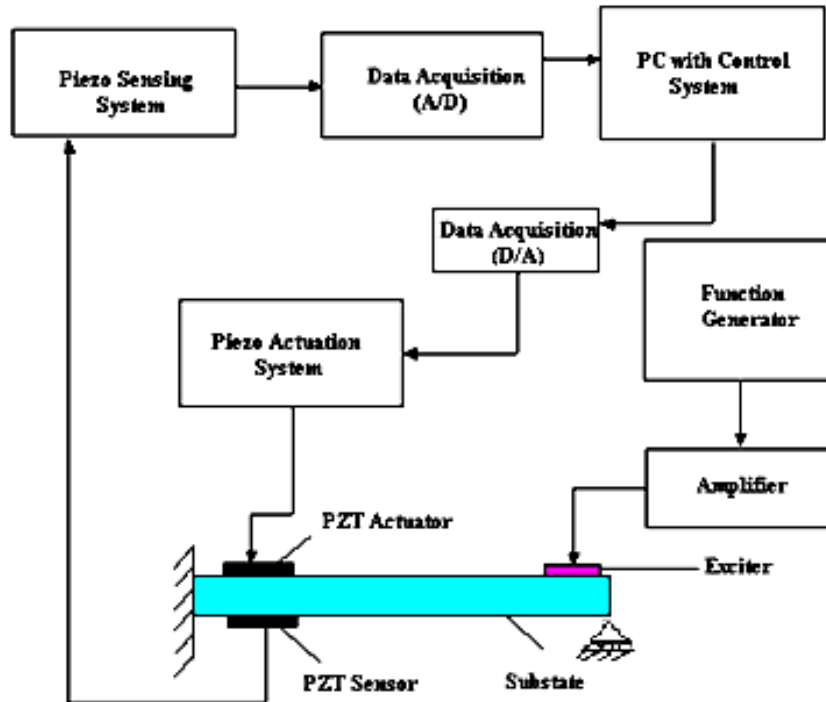 Piezo Sensing
System
Data Acquisition
(A/D)
PC with Control
System
Data Acquisition
(D/A)
Function
Generator
Piezo Actuation
System
Amplifier
PZT Actuator
Exciter
PZT Sensor
Substate